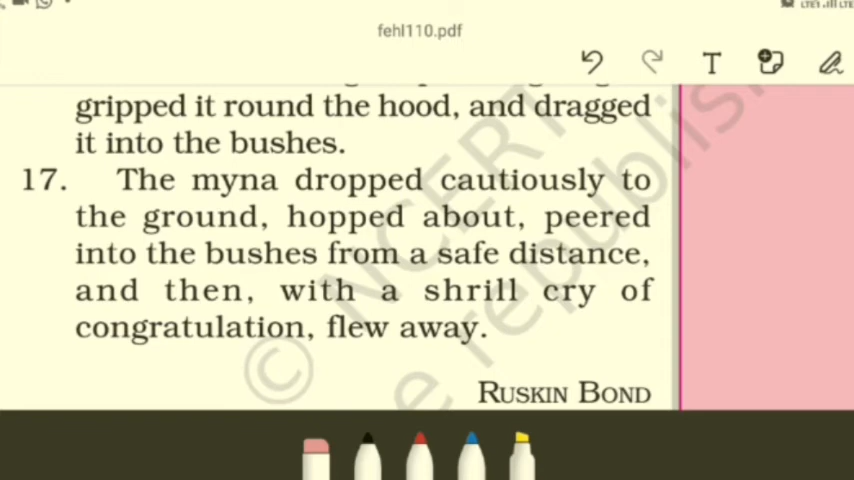 fehl110.pdf
T
gripped it round the hood, and dragged
it into the bushes.
17. The myna dropped cautiously to
the ground, hopped about, peered
into the bushes from a safe distance,
and then, with a shrill cry of
congratulation, flew away.
© NCERT
e republish
RUSKIN BOND